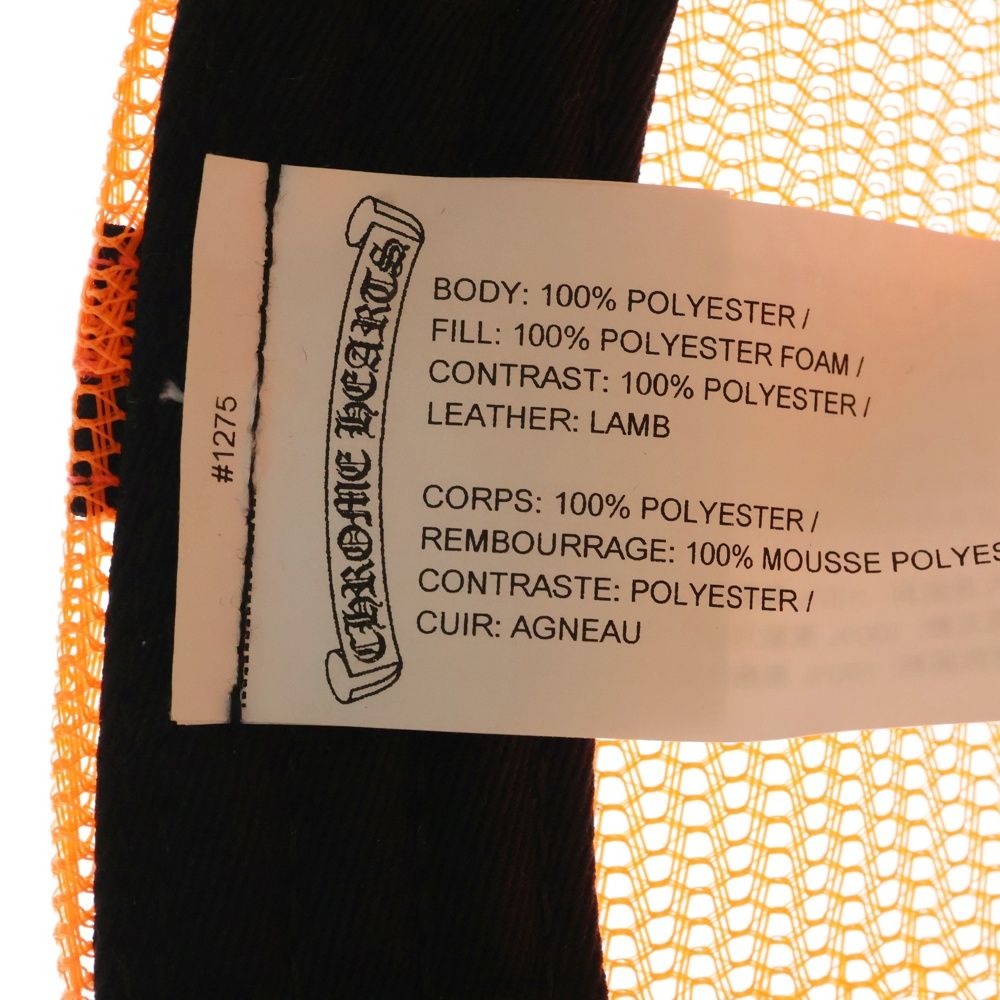 #1275
CHROME HEARTS
BODY: 100% POLYESTER /
FILL: 100% POLYESTER FOAM /
CONTRAST: 100% POLYESTER /
LEATHER: LAMB
CORPS: 100% POLYESTER /
REMBOURRAGE: 100% MOUSSE POLYES
CONTRASTE: POLYESTER /
CUIR: AGNEAU